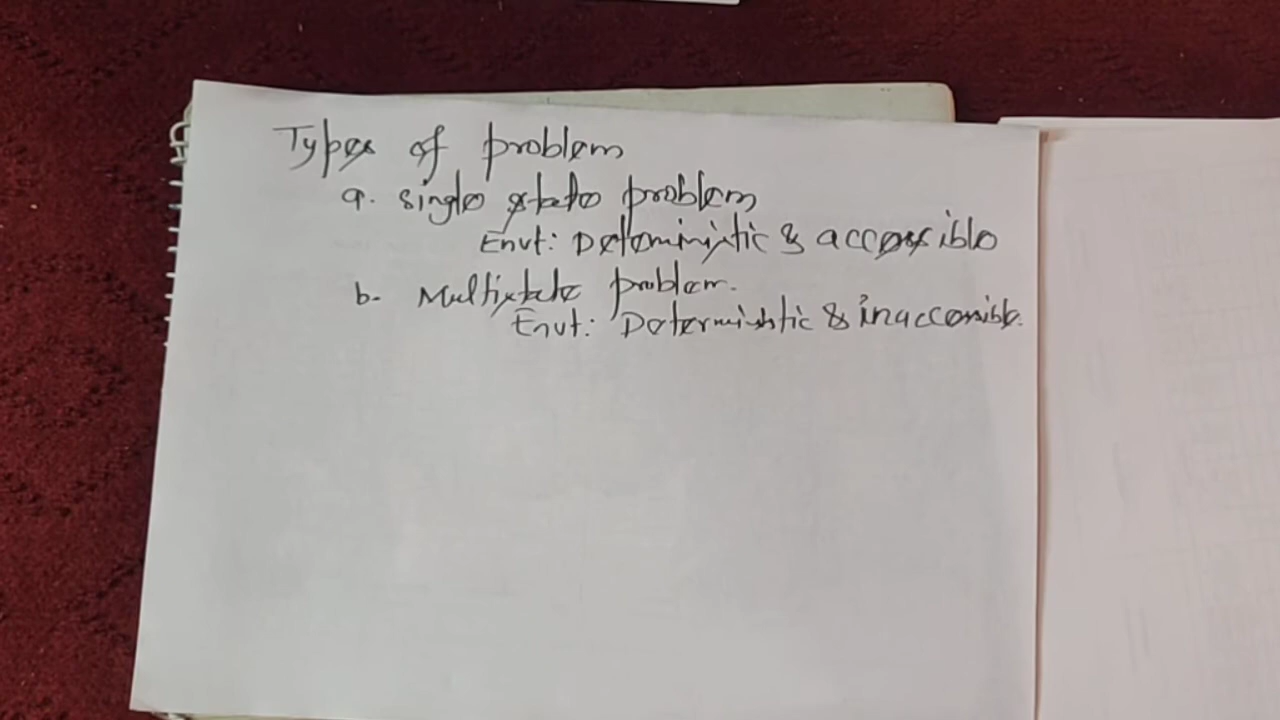 Types of problem
a. single state problem
Envt: Deterministic & accessible
b. Multistate problem.
Envt: Deterministic & inaccessible.